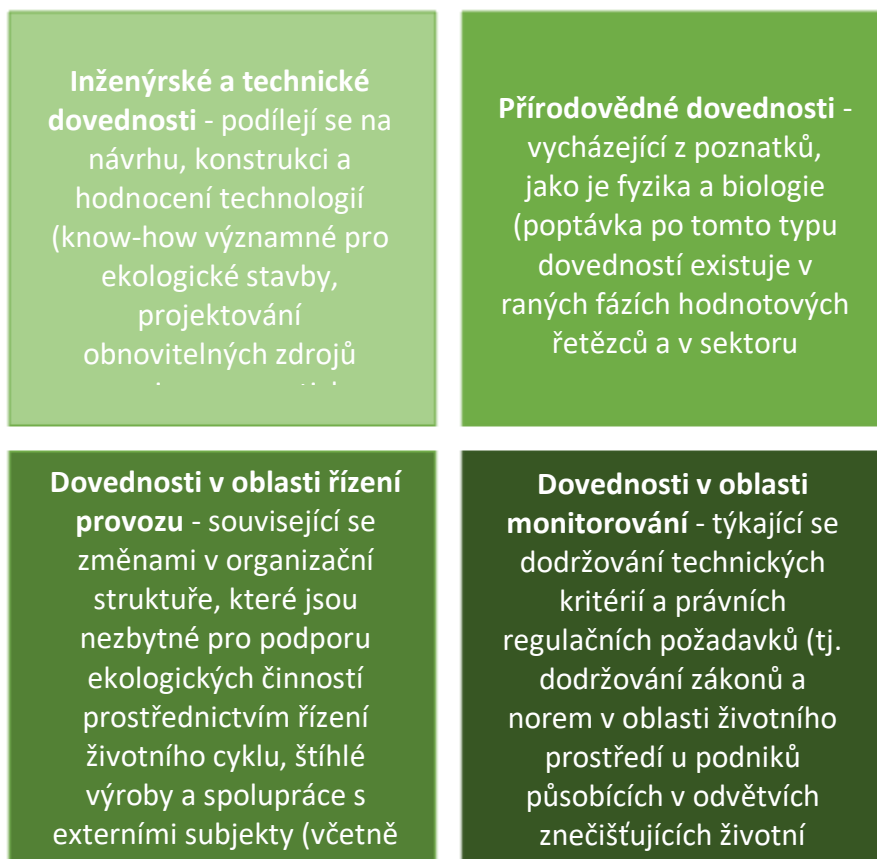 Inženýrské a technické
dovednosti - podílejí se na
návrhu, konstrukci a
hodnocení technologií
(know-how významné pro
ekologické stavby,
projektování
obnovitelných zdrojů
Přírodovědné dovednosti -
vycházející z poznatků,
jako je fyzika a biologie
(poptávka po tomto typu
dovedností existuje v
raných fázích hodnotových
řetězců a v sektoru
Dovednosti v oblasti řízení
provozu - související se
změnami v organizační
struktuře, které jsou
nezbytné pro podporu
ekologických činností
prostřednictvím řízení
životního cyklu, štíhlé
výroby a spolupráce s
externími subjekty (včetně
Dovednosti v oblasti
monitorování - týkající se
dodržování technických
kritérií a právních
regulačních požadavků (tj.
dodržování zákonů a
norem v oblasti životního
prostředí u podniků
působících v odvětvích
znečišťujících životní